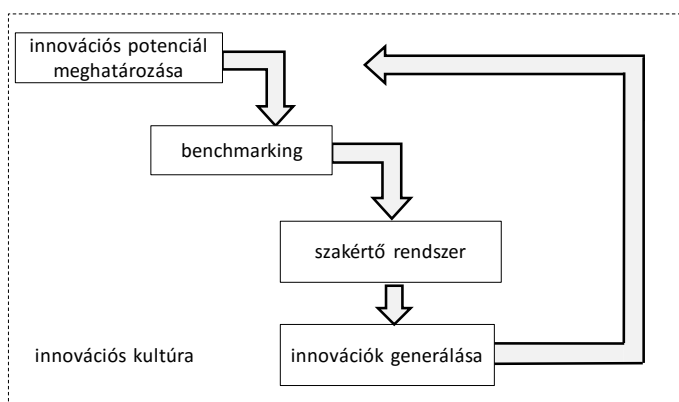 innovációs potenciál
meghatározása
benchmarking
szakértő rendszer
innovációs kultúra
innovációk generálása